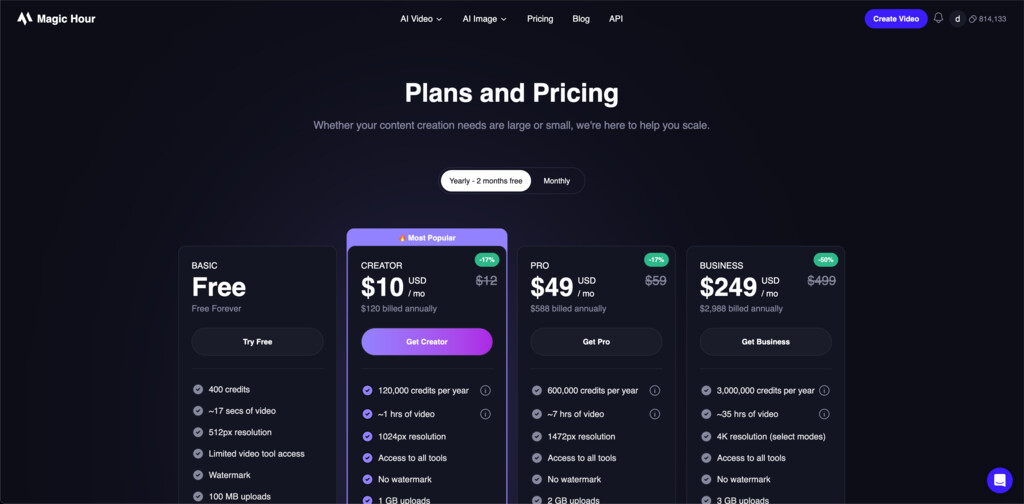 Magic Hour
AI Video
AI Image
Pricing
Blog
API
Create Video
d
814,133
Plans and Pricing
Whether your content creation needs are large or small, we're here to help you scale.
Yearly - 2 months free
Monthly
BASIC
Free
Free Forever
Try Free
400 credits
~17 secs of video
512px resolution
Limited video tool access
Watermark
100 MB uploads
🔥 Most Popular
-17%
CREATOR
$10 USD / mo
$12
$120 billed annually
Get Creator
120,000 credits per year
~1 hrs of video
1024px resolution
Access to all tools
No watermark
1 GB uploads
-17%
PRO
$49 USD / mo
$59
$588 billed annually
Get Pro
600,000 credits per year
~7 hrs of video
1472px resolution
Access to all tools
No watermark
2 GB uploads
-50%
BUSINESS
$249 USD / mo
$499
$2,988 billed annually
Get Business
3,000,000 credits per year
~35 hrs of video
4K resolution (select modes)
Access to all tools
No watermark
3 GB uploads